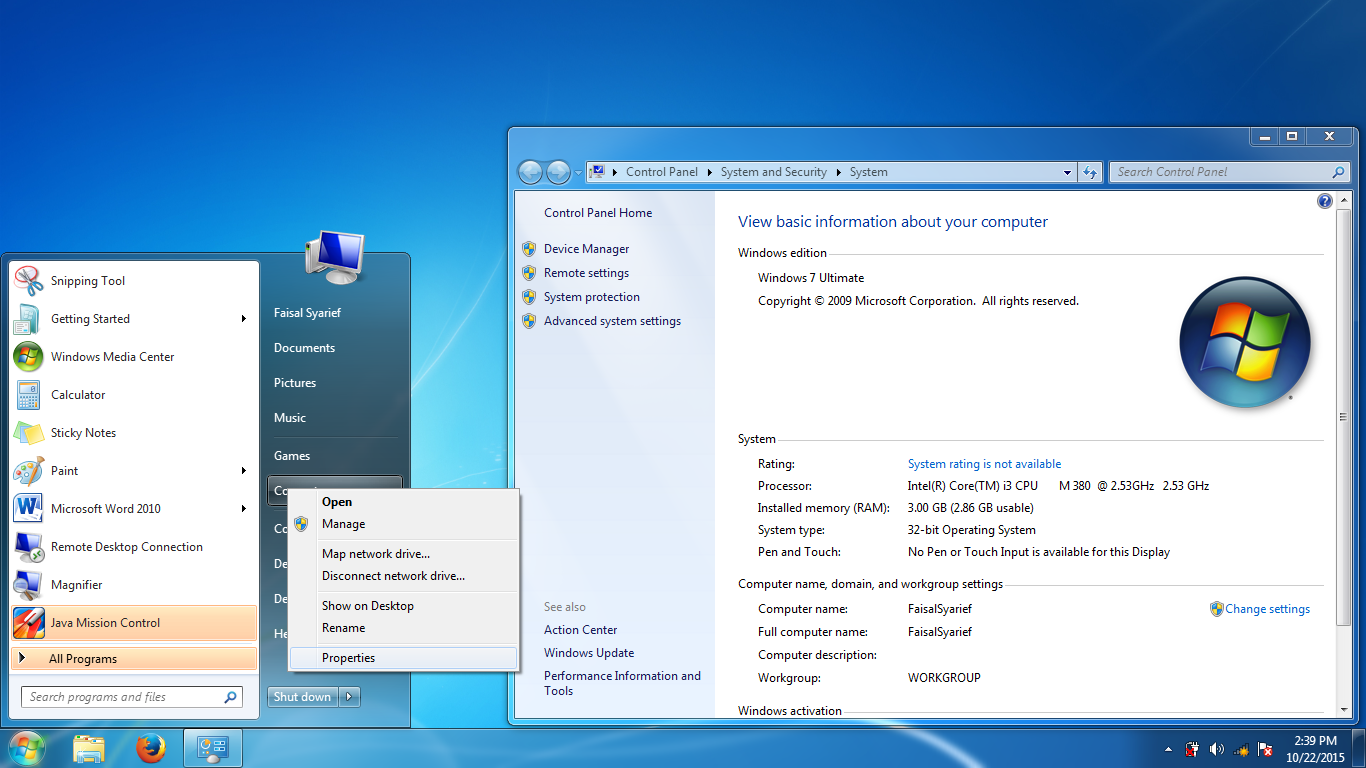 Snipping Tool
Getting Started
Windows Media Center
Calculator
Sticky Notes
Paint
Microsoft Word 2010
Remote Desktop Connection
Magnifier
Java Mission Control
All Programs
Search programs and files
Faisal Syarief
Documents
Pictures
Music
Games
Shut down
Open
Manage
Map network drive...
Disconnect network drive...
Show on Desktop
Rename
Properties
Control Panel System and Security System
Search Control Panel
Control Panel Home
Device Manager
Remote settings
System protection
Advanced system settings
See also
Action Center
Windows Update
Performance Information and
Tools
View basic information about your computer
Windows edition
Windows 7 Ultimate
Copyright © 2009 Microsoft Corporation. All rights reserved.
System
Rating: System rating is not available
Processor: Intel(R) Core(TM) i3 CPU M 380 @ 2.53GHz 2.53 GHz
Installed memory (RAM): 3.00 GB (2.86 GB usable)
System type: 32-bit Operating System
Pen and Touch: No Pen or Touch Input is available for this Display
Computer name, domain, and workgroup settings
Computer name: FaisalSyarief Change settings
Full computer name: FaisalSyarief
Computer description:
Workgroup: WORKGROUP
Windows activation
2:39 PM
10/22/2015